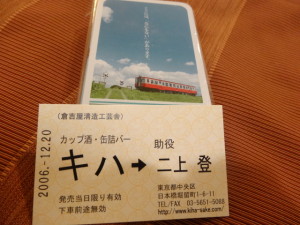 (倉吉屋酒造工芸会)
カップ酒・缶詰バー
キハ→
助役
二上 登
2006.-12.20
発売当日限り有効
下車前途無効
東京都中央区
日本橋堀留町1-6-11
TEL/FAX 03-5651-5088
http://www.kiha-sake.com/